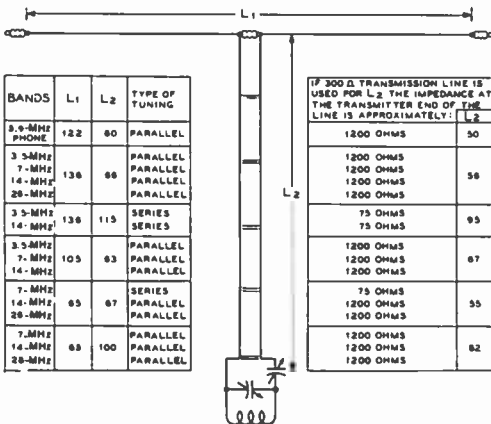 L1
BANDS L1 L2 TYPE OF TUNING
3.9-MHz PHONE 122 60 PARALLEL
3.5-MHz PARALLEL
7-MHz PARALLEL
14-MHz 136 66 PARALLEL
28-MHz PARALLEL
3.5-MHz 136 115 SERIES
14-MHz SERIES
3.5-MHz PARALLEL
7-MHz 105 63 PARALLEL
14-MHz PARALLEL
7-MHz SERIES
14-MHz 65 67 PARALLEL
28-MHz PARALLEL
7-MHz PARALLEL
14-MHz 100 PARALLEL
28-MHz PARALLEL
L2
IF 300 Ω TRANSMISSION LINE IS
USED FOR L2 THE IMPEDANCE AT
THE TRANSMITTER END OF THE
LINE IS APPROXIMATELY: L2
1200 OHMS 50
1200 OHMS
1200 OHMS
1200 OHMS 56
1200 OHMS
75 OHMS 95
75 OHMS
1200 OHMS
1200 OHMS 67
1200 OHMS
75 OHMS
1200 OHMS 55
1200 OHMS
1200 OHMS
1200 OHMS 82
1200 OHMS